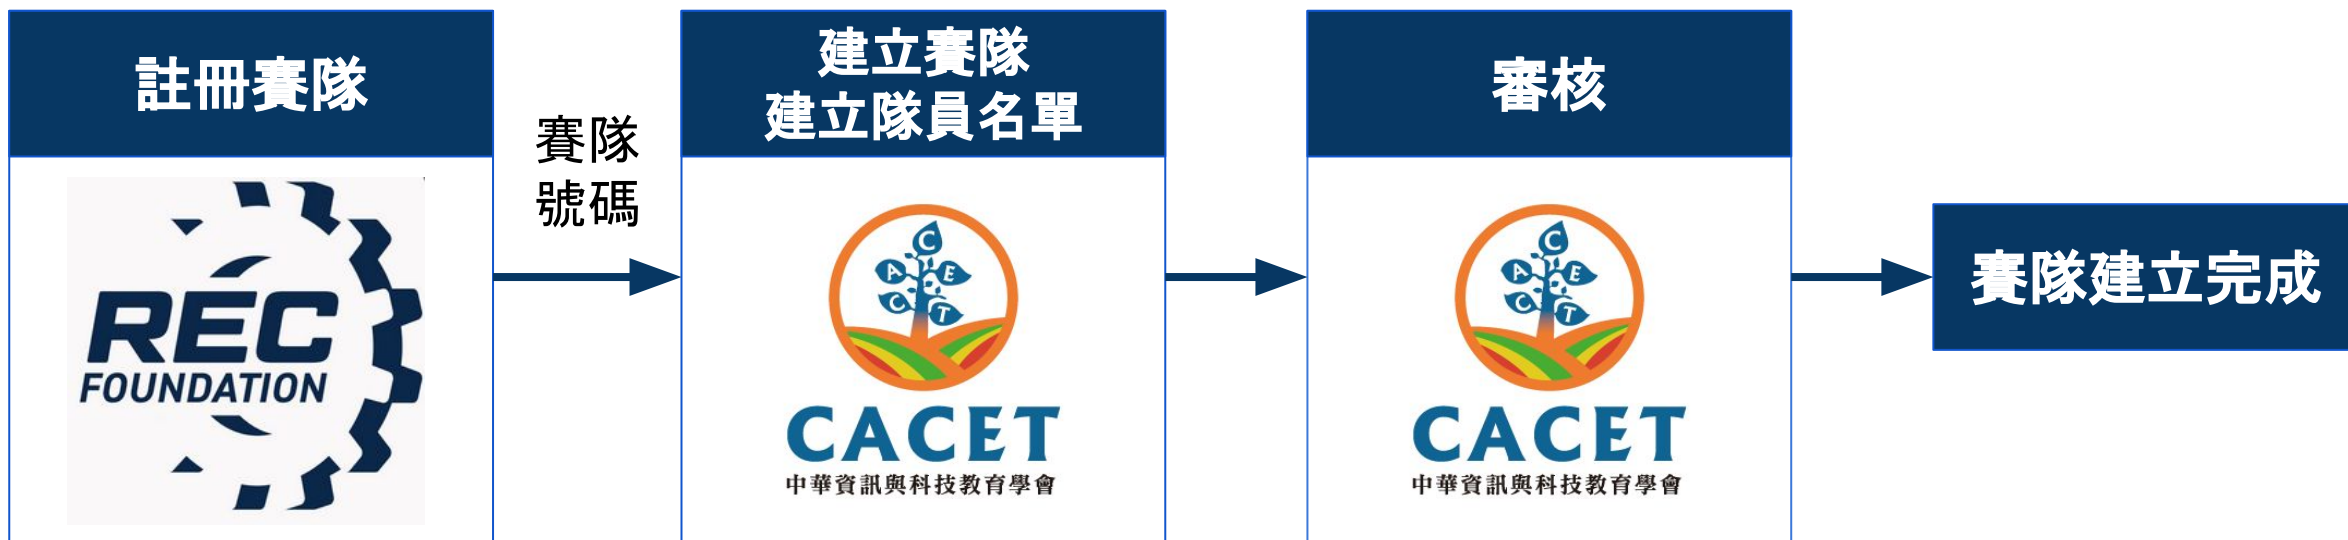 註冊賽隊
REC
FOUNDATION
賽隊
號碼
建立賽隊
建立隊員名單
C
A E
C T
CACET
中華資訊與科技教育學會
審核
C
A E
C T
CACET
中華資訊與科技教育學會
賽隊建立完成